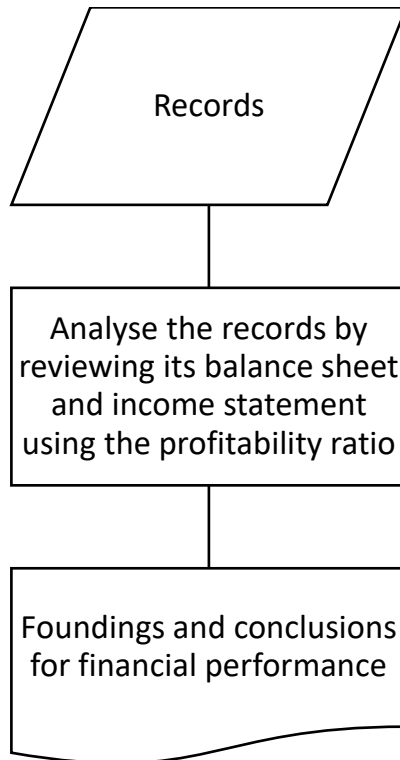 Records
Analyse the records by
reviewing its balance sheet
and income statement
using the profitability ratio
Foundings and conclusions
for financial performance